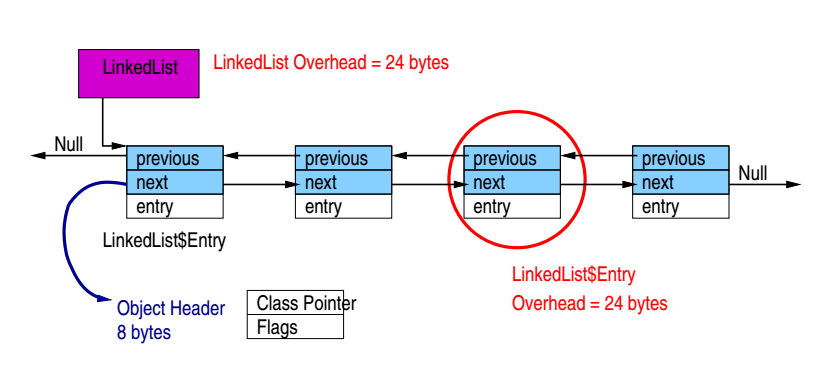 LinkedList
LinkedList Overhead = 24 bytes
Null
previous
next
entry
previous
next
entry
previous
next
entry
previous
next
entry
Null
LinkedList$Entry
LinkedList$Entry
Overhead = 24 bytes
Object Header
8 bytes
Class Pointer
Flags